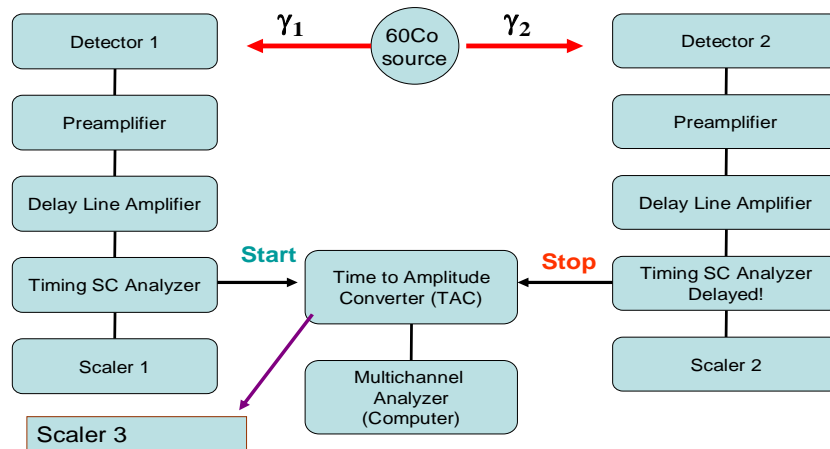 γ1
60Co
source
γ2
Detector 1
Detector 2
Preamplifier
Preamplifier
Delay Line Amplifier
Delay Line Amplifier
Start
Stop
Timing SC Analyzer
Time to Amplitude
Converter (TAC)
Timing SC Analyzer
Delayed!
Scaler 1
Multichannel
Analyzer
(Computer)
Scaler 2
Scaler 3